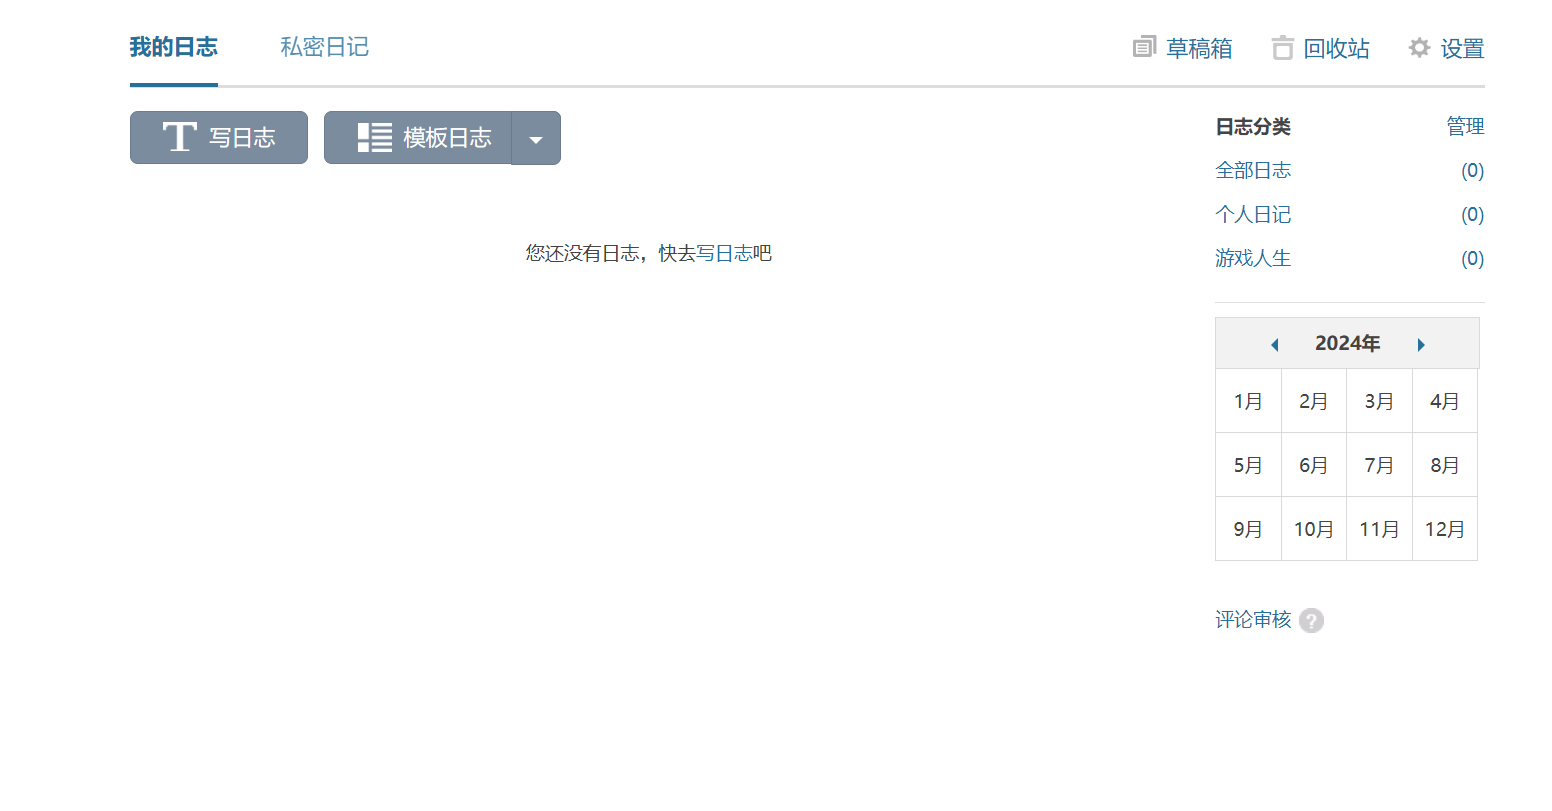 我的日志 私密日记 草稿箱 回收站 设置
写日志 模板日志
您还没有日志，快去写日志吧
日志分类 管理
全部日志 (0)
个人日记 (0)
游戏人生 (0)
2024年
1月 2月 3月 4月
5月 6月 7月 8月
9月 10月 11月 12月
评论审核 ?